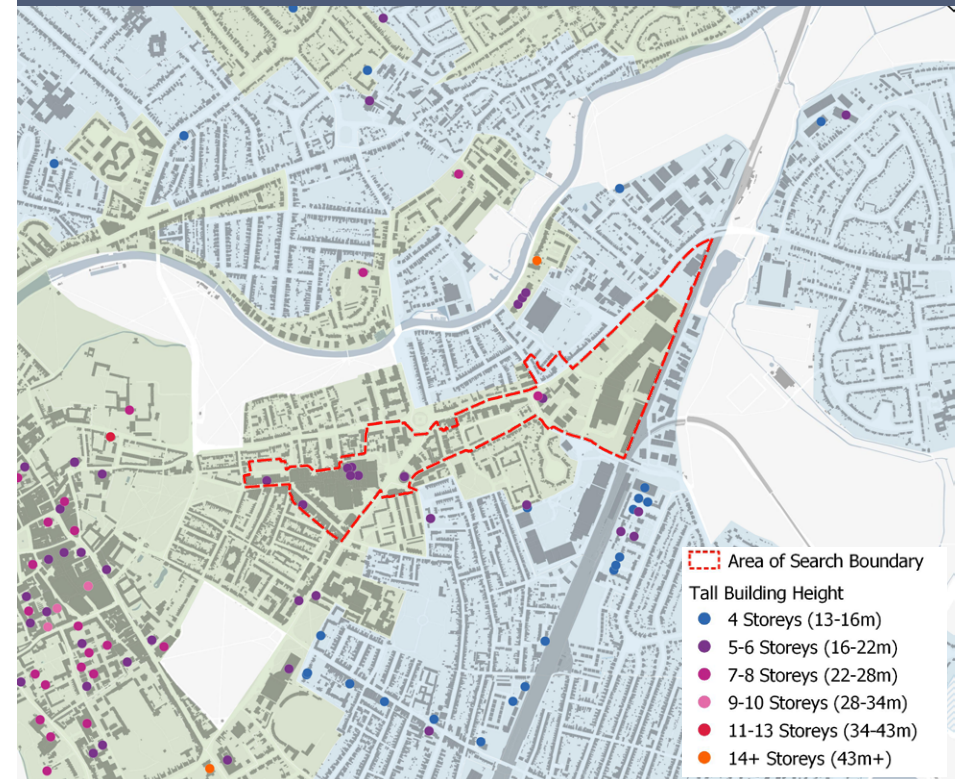 Area of Search Boundary
Tall Building Height
4 Storeys (13-16m)
5-6 Storeys (16-22m)
7-8 Storeys (22-28m)
9-10 Storeys (28-34m)
11-13 Storeys (34-43m)
14+ Storeys (43m+)